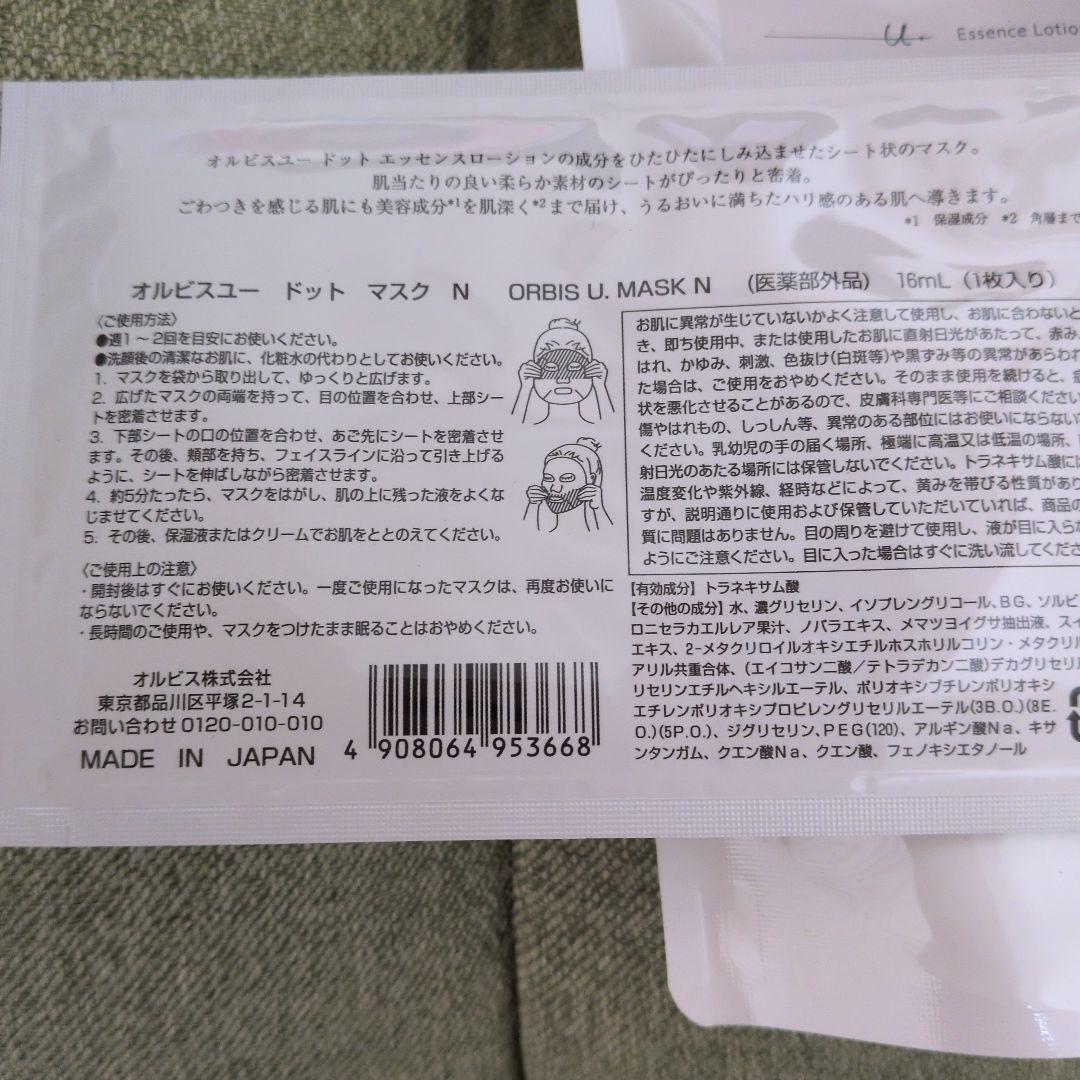 u. Essence Lotio
オルビスユー ドット エッセンスローションの成分をひたひたにしみ込ませたシート状のマスク。
肌当たりの良い柔らか素材のシートがぴったりと密着。
ごわつきを感じる肌にも美容成分*1を肌深く*2まで届け、うるおいに満ちたハリ感のある肌へ導きます。
*1 保湿成分 *2 角層まで
オルビスユー ドット マスク N ORBIS U. MASK N (医薬部外品) 16mL (1枚入り)
〈ご使用方法〉
●週1～2回を目安にお使いください。
●洗顔後の清潔なお肌に、化粧水の代わりとしてお使いください。
1. マスクを袋から取り出して、ゆっくりと広げます。
2. 広げたマスクの両端を持って、目の位置を合わせ、上部シー
トを密着させます。
3. 下部シートの口の位置を合わせ、あご先にシートを密着させ
ます。その後、頬部を持ち、フェイスラインに沿って引き上げる
ように、シートを伸ばしながら密着させます。
4. 約5分たったら、マスクをはがし、肌の上に残った液をよくな
じませてください。
5. その後、保湿液またはクリームでお肌をととのえてください。
〈ご使用上の注意〉
・開封後はすぐにお使いください。一度ご使用になったマスクは、再度お使いに
ならないでください。
・長時間のご使用や、マスクをつけたまま眠ることはおやめください。
オルビス株式会社
東京都品川区平塚2-1-14
お問い合わせ 0120-010-010
MADE IN JAPAN
4 908064 953668
お肌に異常が生じていないかよく注意して使用し、お肌に合わないと
き、即ち使用中、または使用したお肌に直射日光があたって、赤み、
はれ、かゆみ、刺激、色抜け(白斑等)や黒ずみ等の異常があらわれ
た場合は、ご使用をおやめください。そのまま使用を続けると、症
状を悪化させることがあるので、皮膚科専門医等にご相談ください
傷やはれもの、しっしん等、異常のある部位にはお使いにならない
ください。乳幼児の手の届く場所、極端に高温又は低温の場所、
射日光のあたる場所には保管しないでください。トラネキサム酸には
温度変化や紫外線、経時などによって、黄みを帯びる性質があり
すが、説明通りに使用および保管していただいていれば、商品の
質に問題はありません。目の周りを避けて使用し、液が目に入らな
ようにご注意ください。目に入った場合はすぐに洗い流してくださ
【有効成分】トラネキサム酸
【その他の成分】水、濃グリセリン、イソプレングリコール、BG、ソルビ
ロニセラカエルレア果汁、ノバラエキス、メマツヨイグサ抽出液、スイ
エキス、2-メタクリロイルオキシエチルホスホリルコリン・メタクリル
アリル共重合体、(エイコサン二酸／テトラデカン二酸)デカグリセリル
リセリンエチルヘキシルエーテル、ポリオキシブチレンポリオキシ
エチレンポリオキシプロピレングリセリルエーテル(3B.O.)(8E.
O.)(5P.O.)、ジグリセリン、PEG(120)、アルギン酸Na、キサ
ンタンガム、クエン酸Na、クエン酸、フェノキシエタノール